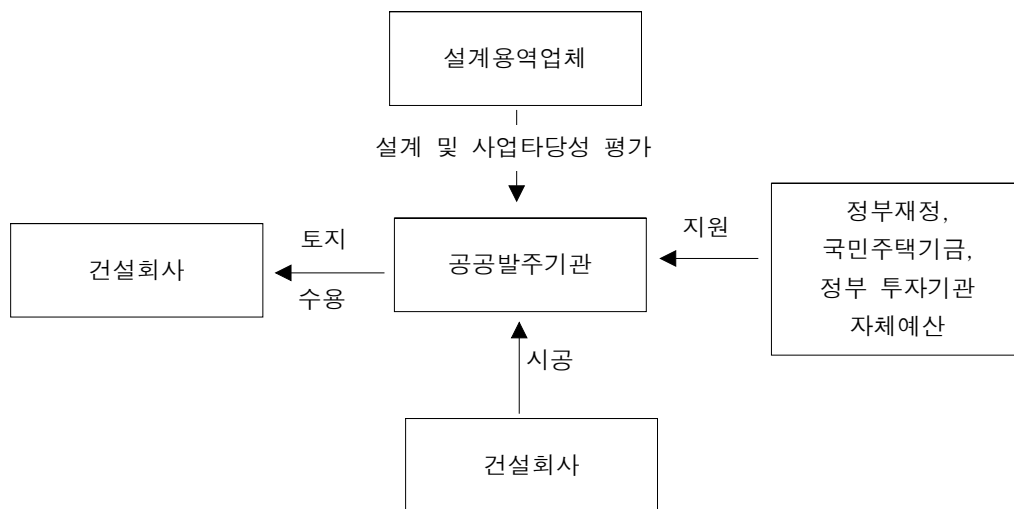 설계용역업체
설계 및 사업타당성 평가
건설회사
토지
수용
공공발주기관
지원
정부재정,
국민주택기금,
정부 투자기관
자체예산
시공
건설회사